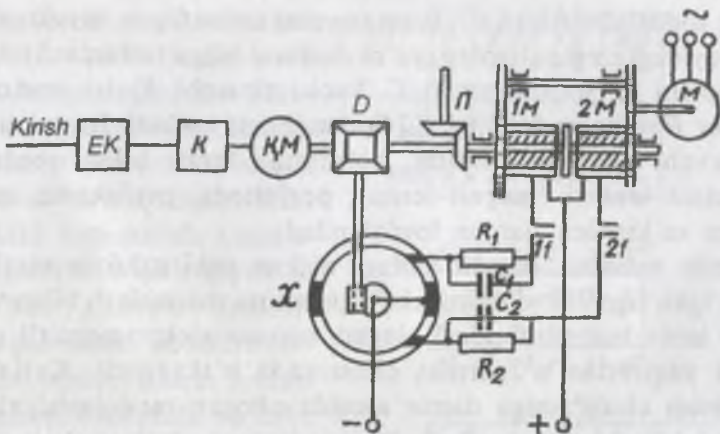 ~
D
П
1M
2M
M
Kirish
EK
K
KM
R₁
1f
2f
C₁
C₂
X
R₂
−
+